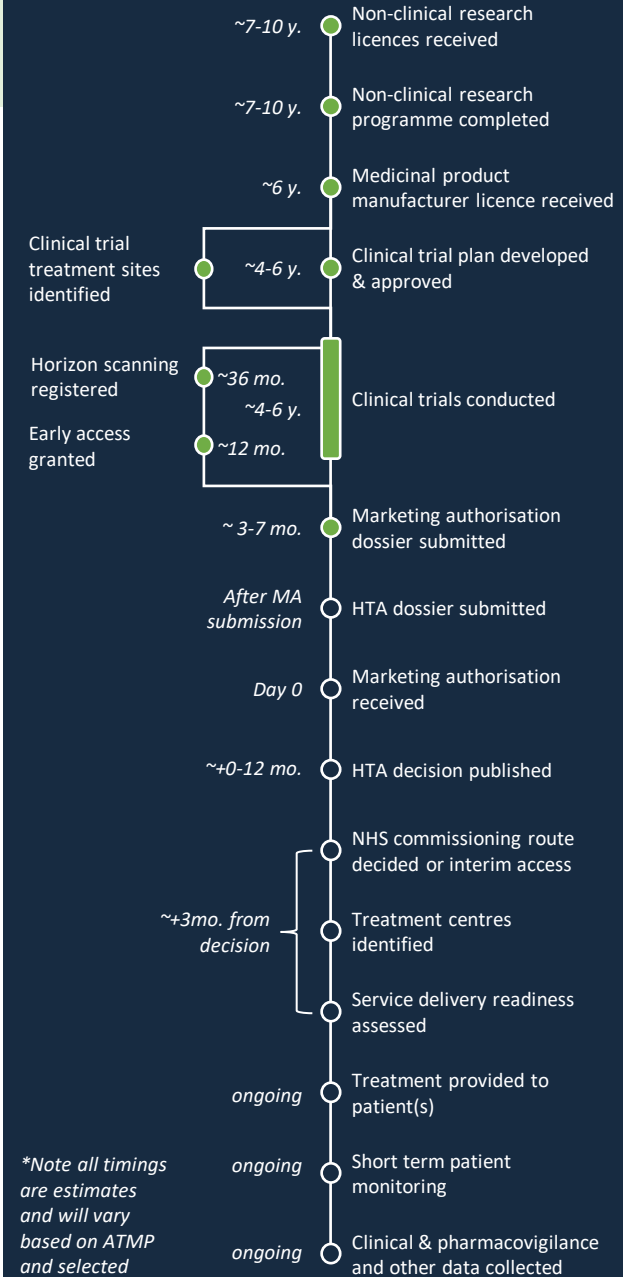 ~7-10 y.
Non-clinical research
licences received
~7-10 y.
Non-clinical research
programme completed
~6 y.
Medicinal product
manufacturer licence received
Clinical trial
treatment sites
identified
~4-6 y.
Clinical trial plan developed
& approved
Horizon scanning
registered
~36 mo.
~4-6 y.
Clinical trials conducted
Early access
granted
~12 mo.
~ 3-7 mo.
Marketing authorisation
dossier submitted
After MA
submission
HTA dossier submitted
Day 0
Marketing authorisation
received
~+0-12 mo.
HTA decision published
NHS commissioning route
decided or interim access
~+3mo. from
decision
Treatment centres
identified
Service delivery readiness
assessed
ongoing
Treatment provided to
patient(s)
ongoing
Short term patient
monitoring
ongoing
Clinical & pharmacovigilance
and other data collected
*Note all timings
are estimates
and will vary
based on ATMP
and selected